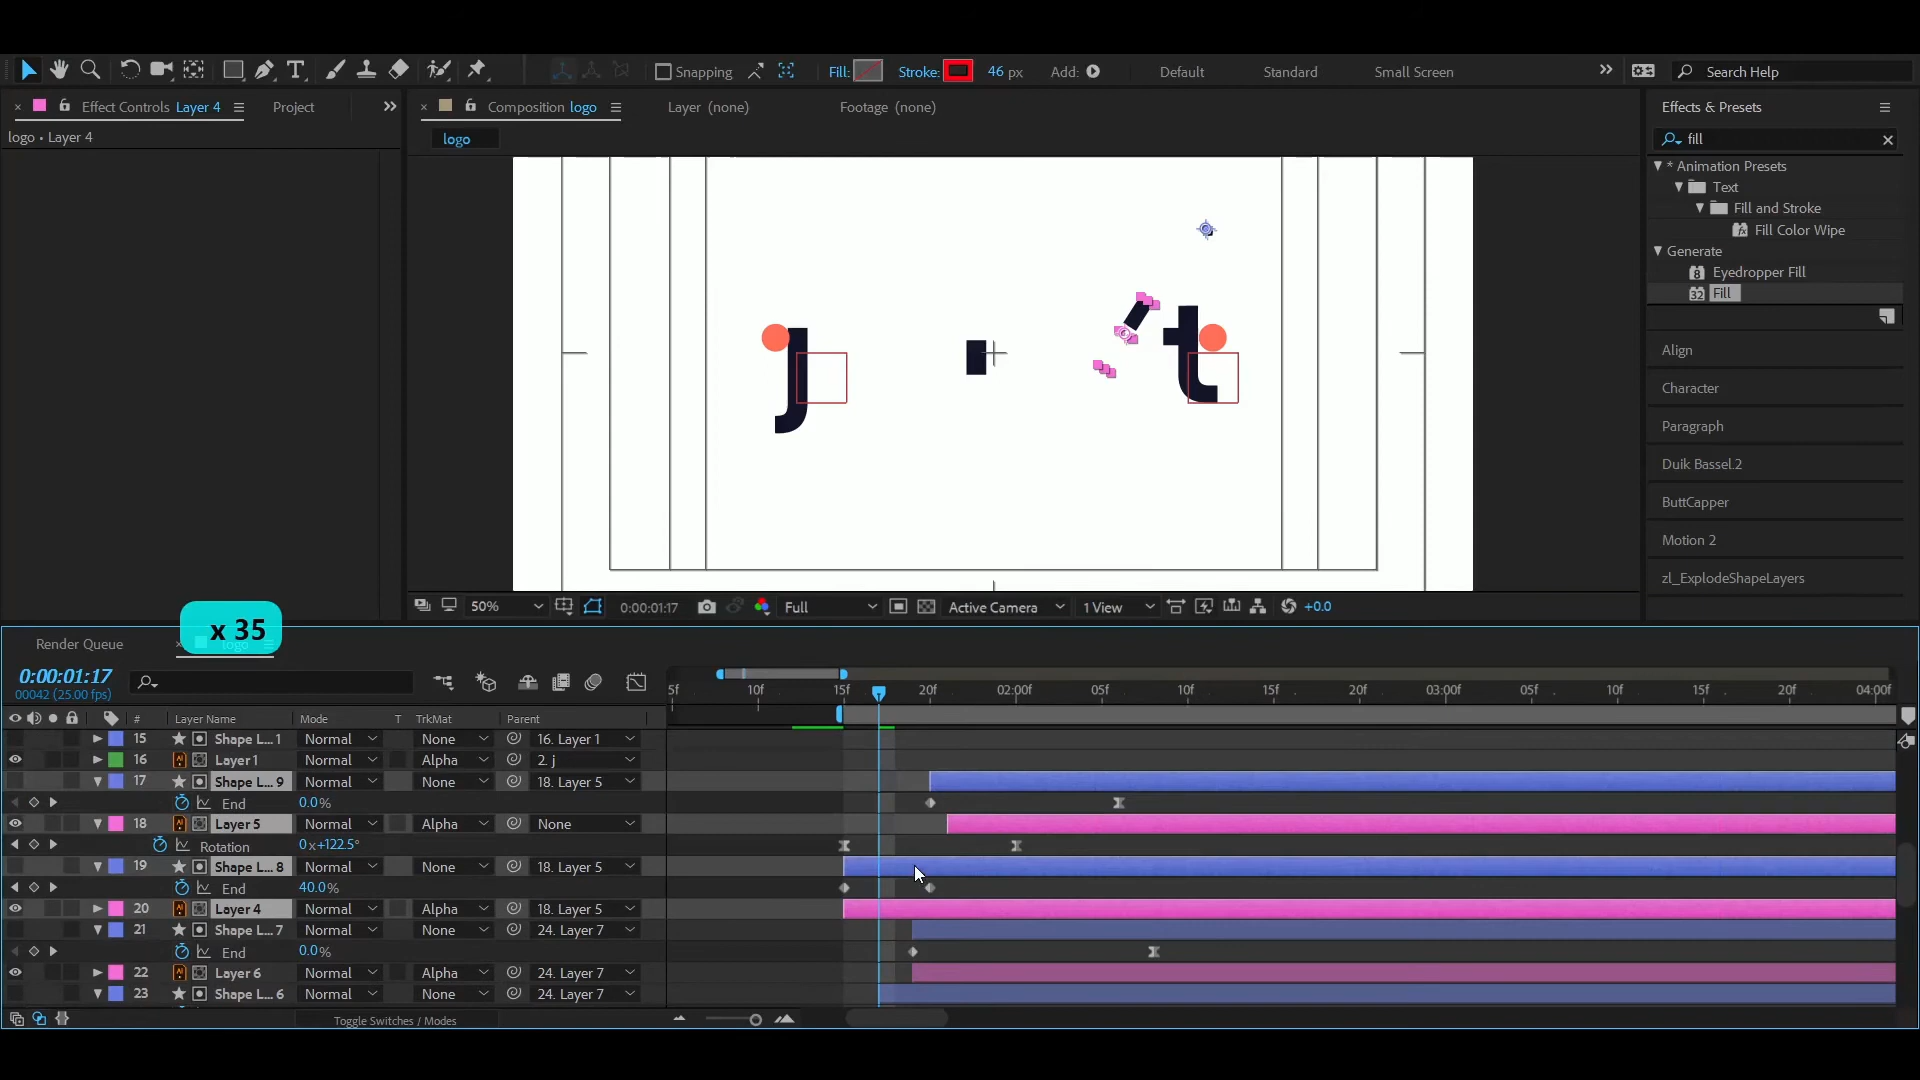 Snapping
Fill:
Stroke:
46 px
Add:
Default
Standard
Small Screen
Search Help
Effect Controls Layer 4
Project
Composition logo
Layer (none)
Footage (none)
Effects & Presets
logo • Layer 4
logo
fill
* Animation Presets
Text
Fill and Stroke
Fill Color Wipe
Generate
Eyedropper Fill
Fill
Align
Character
Paragraph
Duik Bassel.2
ButtCapper
Motion 2
zl_ExplodeShapeLayers
j
t
50%
0:00:01:17
Full
Active Camera
1 View
+0.0
x 35
Render Queue
0:00:01:17
00042 (25.00 fps)
5f 10f 15f 20f 02:00f 05f 10f 15f 20f 03:00f 05f 10f 15f 20f 04:00f
# Layer Name Mode T TrkMat Parent
15 Shape L... 1 Normal None 16. Layer 1
16 Layer 1 Normal Alpha 2. j
17 Shape L... 9 Normal None 18. Layer 5
End 0.0%
18 Layer 5 Normal Alpha None
Rotation 0x+122.5°
19 Shape L... 8 Normal None 18. Layer 5
End 40.0%
20 Layer 4 Normal Alpha 18. Layer 5
21 Shape L... 7 Normal None 24. Layer 7
End 0.0%
22 Layer 6 Normal Alpha 24. Layer 7
23 Shape L... 6 Normal None 24. Layer 7
Toggle Switches / Modes